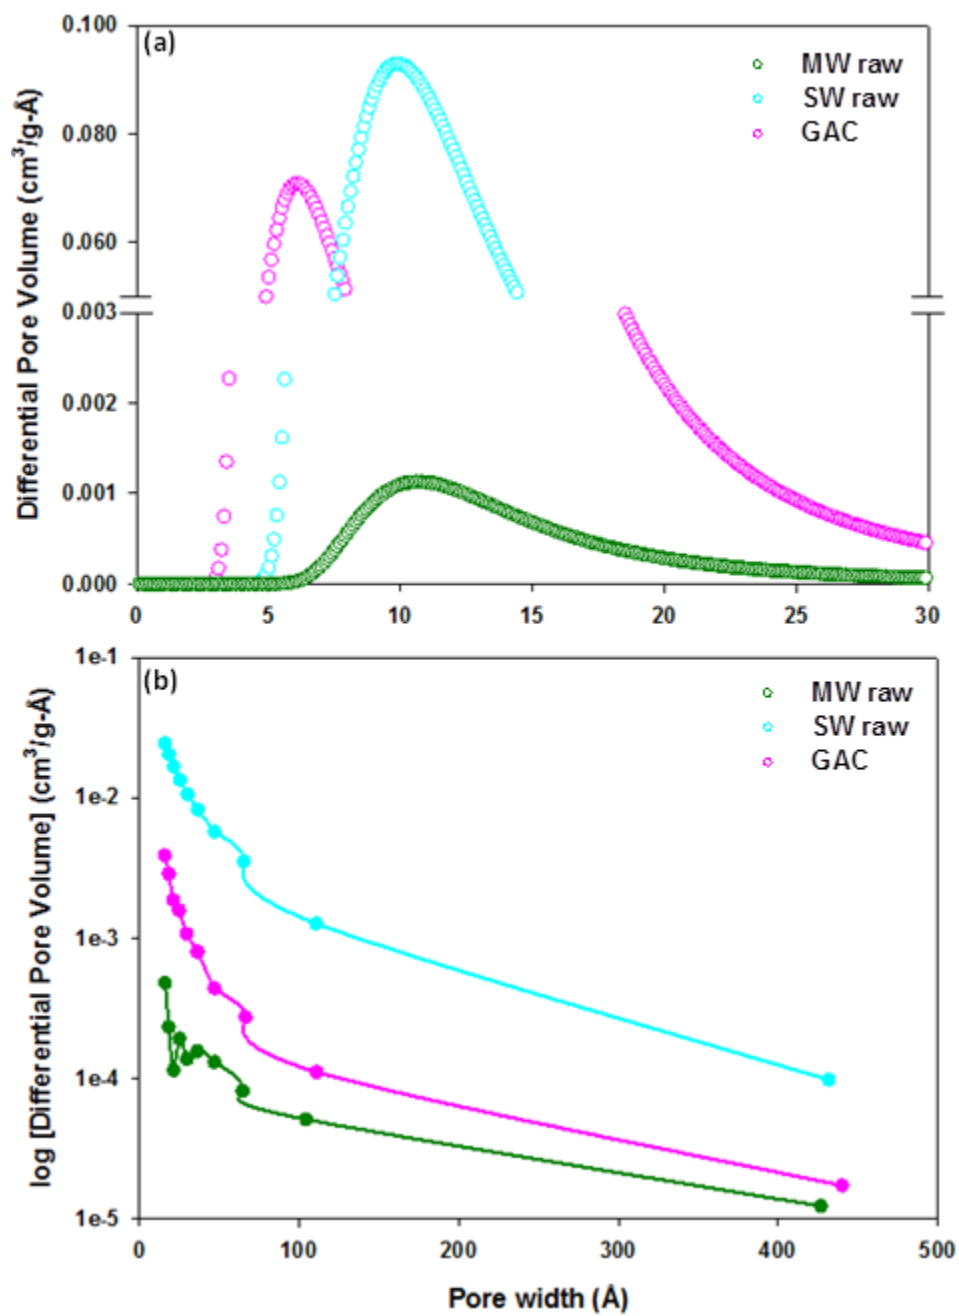 (a)
MW raw
SW raw
GAC
Differential Pore Volume (cm³/g-Å)
0.100
0.080
0.060
0.003
0.002
0.001
0.000
0 5 10 15 20 25 30
(b)
MW raw
SW raw
GAC
log [Differential Pore Volume] (cm³/g-Å)
1e-1
1e-2
1e-3
1e-4
1e-5
0 100 200 300 400 500
Pore width (Å)